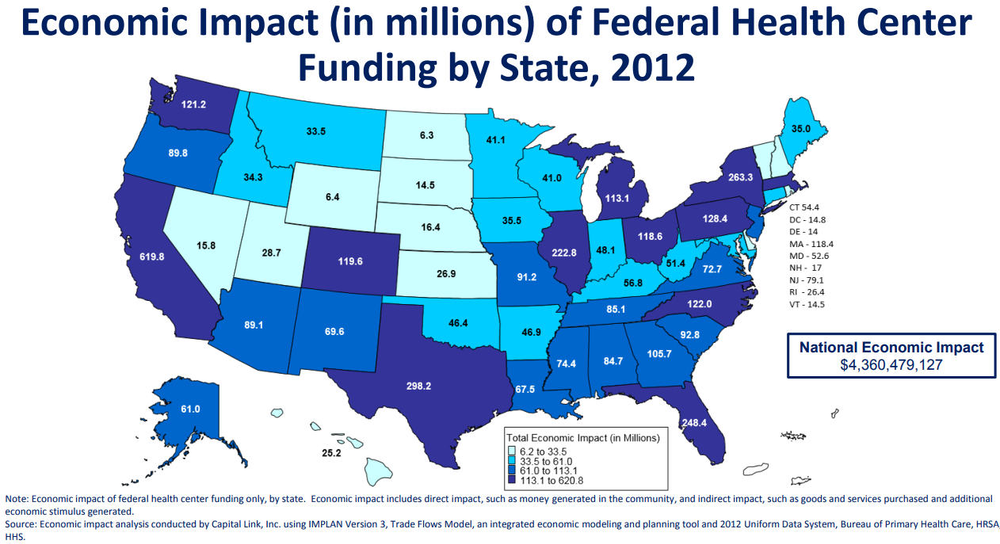 Economic Impact (in millions) of Federal Health Center
Funding by State, 2012
121.2
33.5
6.3
41.1
35.0
89.8
34.3
6.4
14.5
41.0
113.1
263.3
CT 54.4
DC - 14.8
DE - 14
MA - 118.4
MD - 52.6
NH - 17
NJ - 79.1
RI - 26.4
VT - 14.5
619.8
15.8
28.7
119.6
16.4
35.5
222.8
48.1
118.6
128.4
26.9
91.2
56.8
51.4
72.7
89.1
69.6
46.4
46.9
85.1
122.0
92.8
298.2
67.5
74.4
84.7
105.7
248.4
National Economic Impact
$4,360,479,127
61.0
25.2
Total Economic Impact (in Millions)
6.2 to 33.5
33.5 to 61.0
61.0 to 113.1
113.1 to 620.8
Note: Economic impact of federal health center funding only, by state. Economic impact includes direct impact, such as money generated in the community, and indirect impact, such as goods and services purchased and additional
economic stimulus generated.
Source: Economic impact analysis conducted by Capital Link, Inc. using IMPLAN Version 3, Trade Flows Model, an integrated economic modeling and planning tool and 2012 Uniform Data System, Bureau of Primary Health Care, HRSA,
HHS.